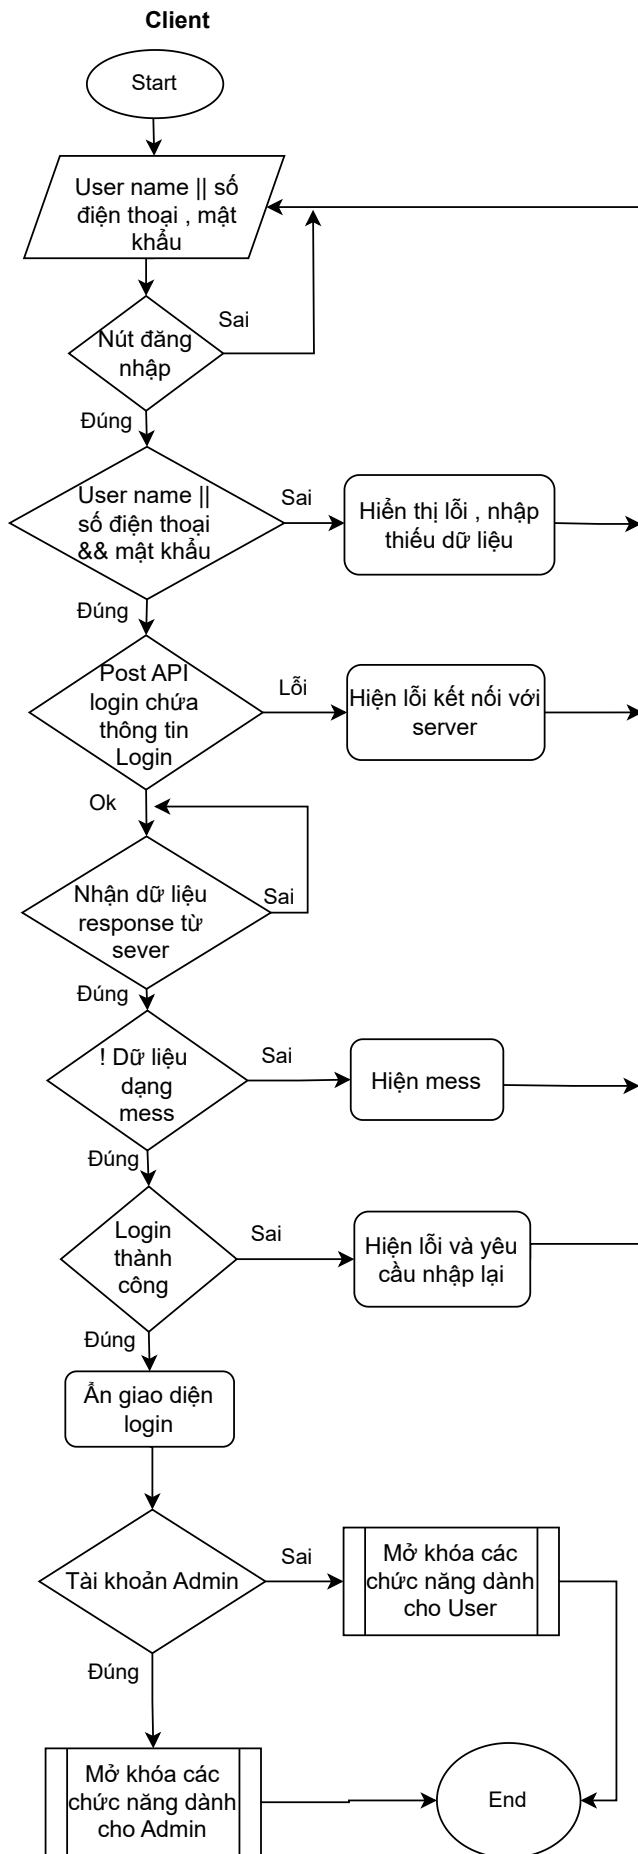 Client
Start
User name || số
điện thoại , mật
khẩu
Nút đăng
nhập
Sai
Đúng
User name ||
số điện thoại
&& mật khẩu
Sai
Hiển thị lỗi , nhập
thiếu dữ liệu
Đúng
Post API
login chứa
thông tin
Login
Lỗi
Hiện lỗi kết nối với
server
Ok
Nhận dữ liệu
response từ
sever
Sai
Đúng
! Dữ liệu
dạng
mess
Sai
Hiện mess
Đúng
Login
thành
công
Sai
Hiện lỗi và yêu
cầu nhập lại
Đúng
Ẩn giao diện
login
Tài khoản Admin
Sai
Mở khóa các
chức năng dành
cho User
Đúng
Mở khóa các
chức năng dành
cho Admin
End